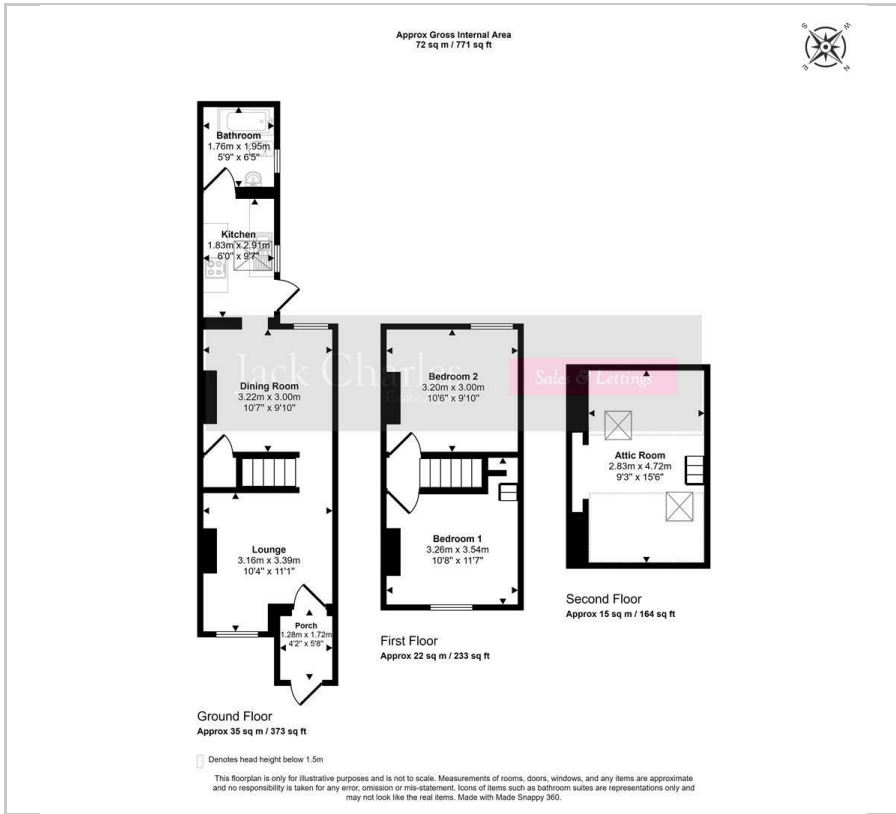 Approx Gross Internal Area
72 sq m / 771 sq ft
S
W
E
N
Bathroom
1.76m x 1.95m
5'9" x 6'5"
Kitchen
1.83m x 2.91m
6'0" x 9'7"
Jack Charles
Estate
Sales & Lettings
Dining Room
3.22m x 3.00m
10'7" x 9'10"
Bedroom 2
3.20m x 3.00m
10'6" x 9'10"
Attic Room
2.83m x 4.72m
9'3" x 15'6"
Lounge
3.16m x 3.39m
10'4" x 11'1"
Bedroom 1
3.26m x 3.54m
10'8" x 11'7"
Porch
1.28m x 1.72m
4'2" x 5'8"
Second Floor
Approx 15 sq m / 164 sq ft
First Floor
Approx 22 sq m / 233 sq ft
Ground Floor
Approx 35 sq m / 373 sq ft
Denotes head height below 1.5m
This floorplan is only for illustrative purposes and is not to scale. Measurements of rooms, doors, windows, and any items are approximate
and no responsibility is taken for any error, omission or mis-statement. Icons of items such as bathroom suites are representations only and
may not look like the real items. Made with Made Snappy 360.